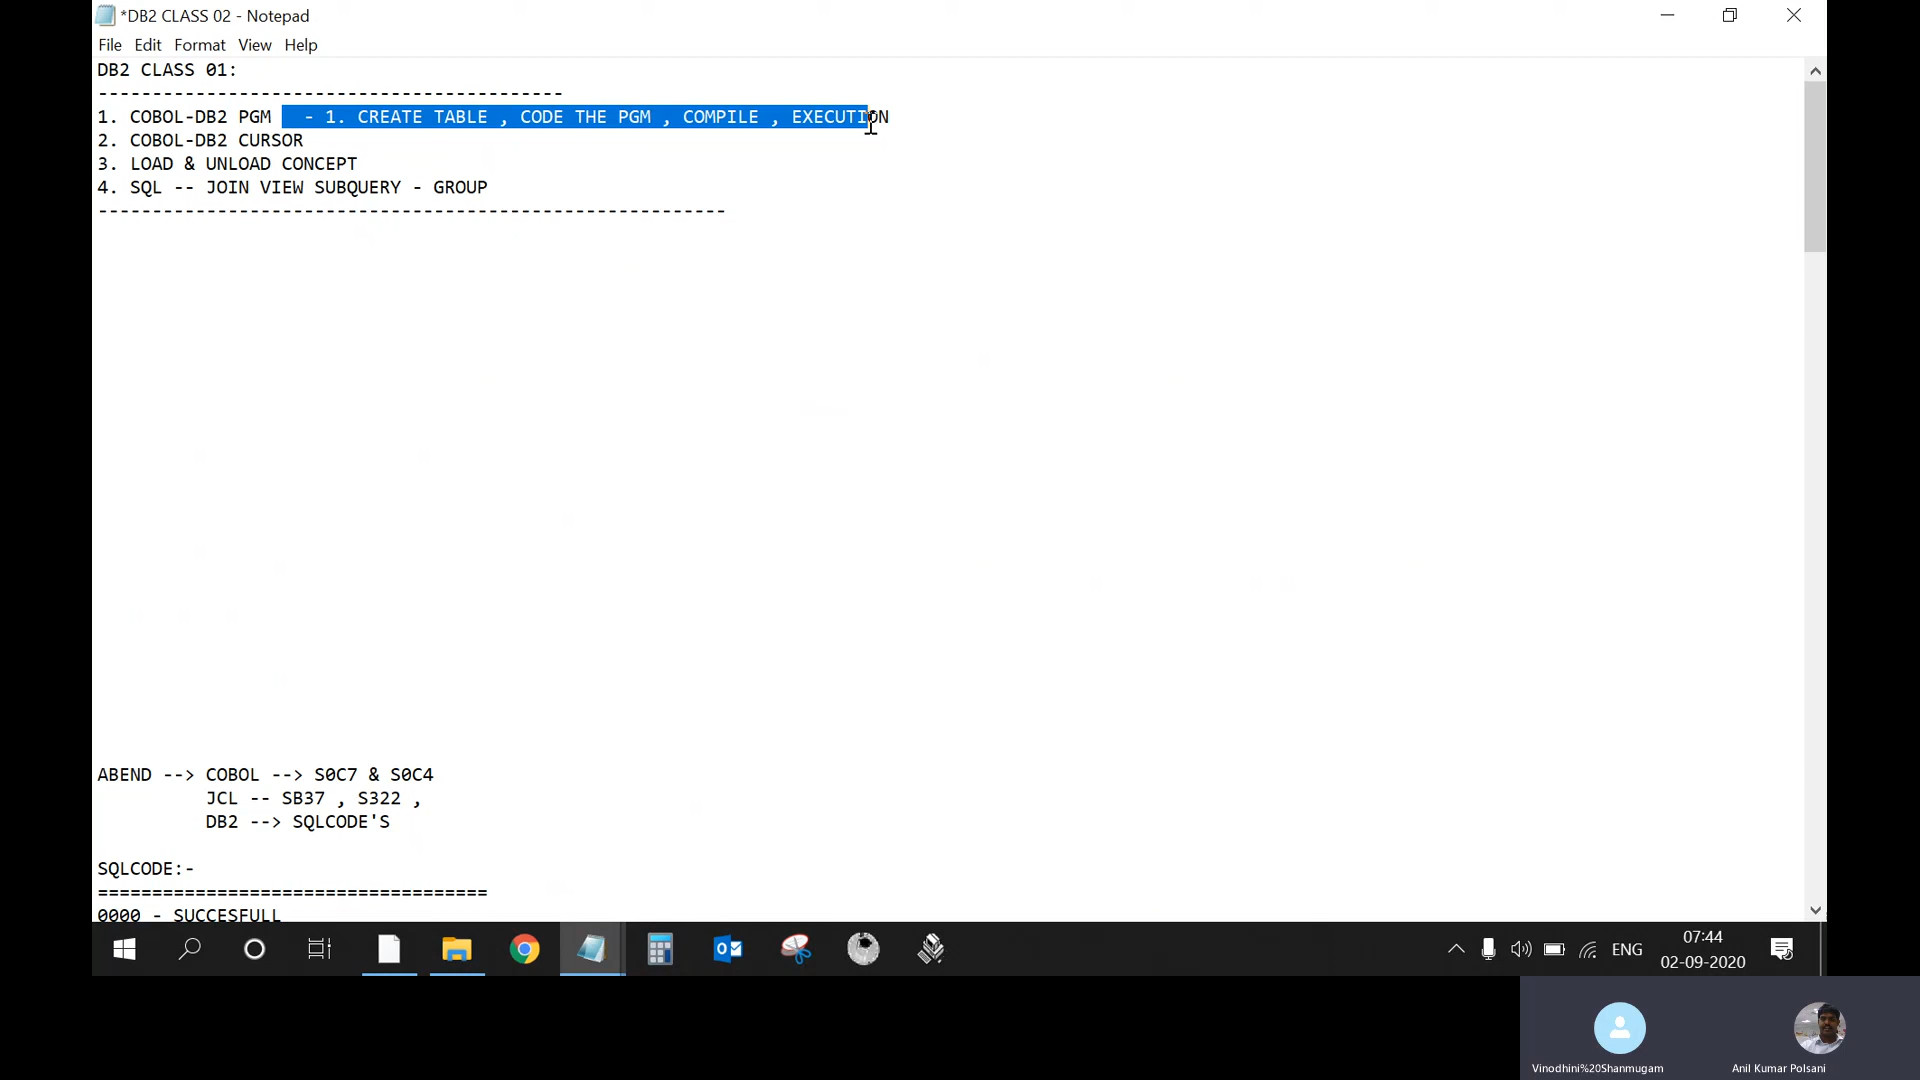 *DB2 CLASS 02 - Notepad
File Edit Format View Help
DB2 CLASS 01:
-------------------------------------------
1. COBOL-DB2 PGM   - 1. CREATE TABLE , CODE THE PGM , COMPILE , EXECUTION
2. COBOL-DB2 CURSOR
3. LOAD & UNLOAD CONCEPT
4. SQL -- JOIN VIEW SUBQUERY - GROUP
----------------------------------------------------------
ABEND --> COBOL --> S0C7 & S0C4
JCL -- SB37 , S322 ,
DB2 --> SQLCODE'S
SQLCODE:-
====================================
0000 - SUCCESFULL
ENG
07:44
02-09-2020
Vinodhini%20Shanmugam
Anil Kumar Polsani